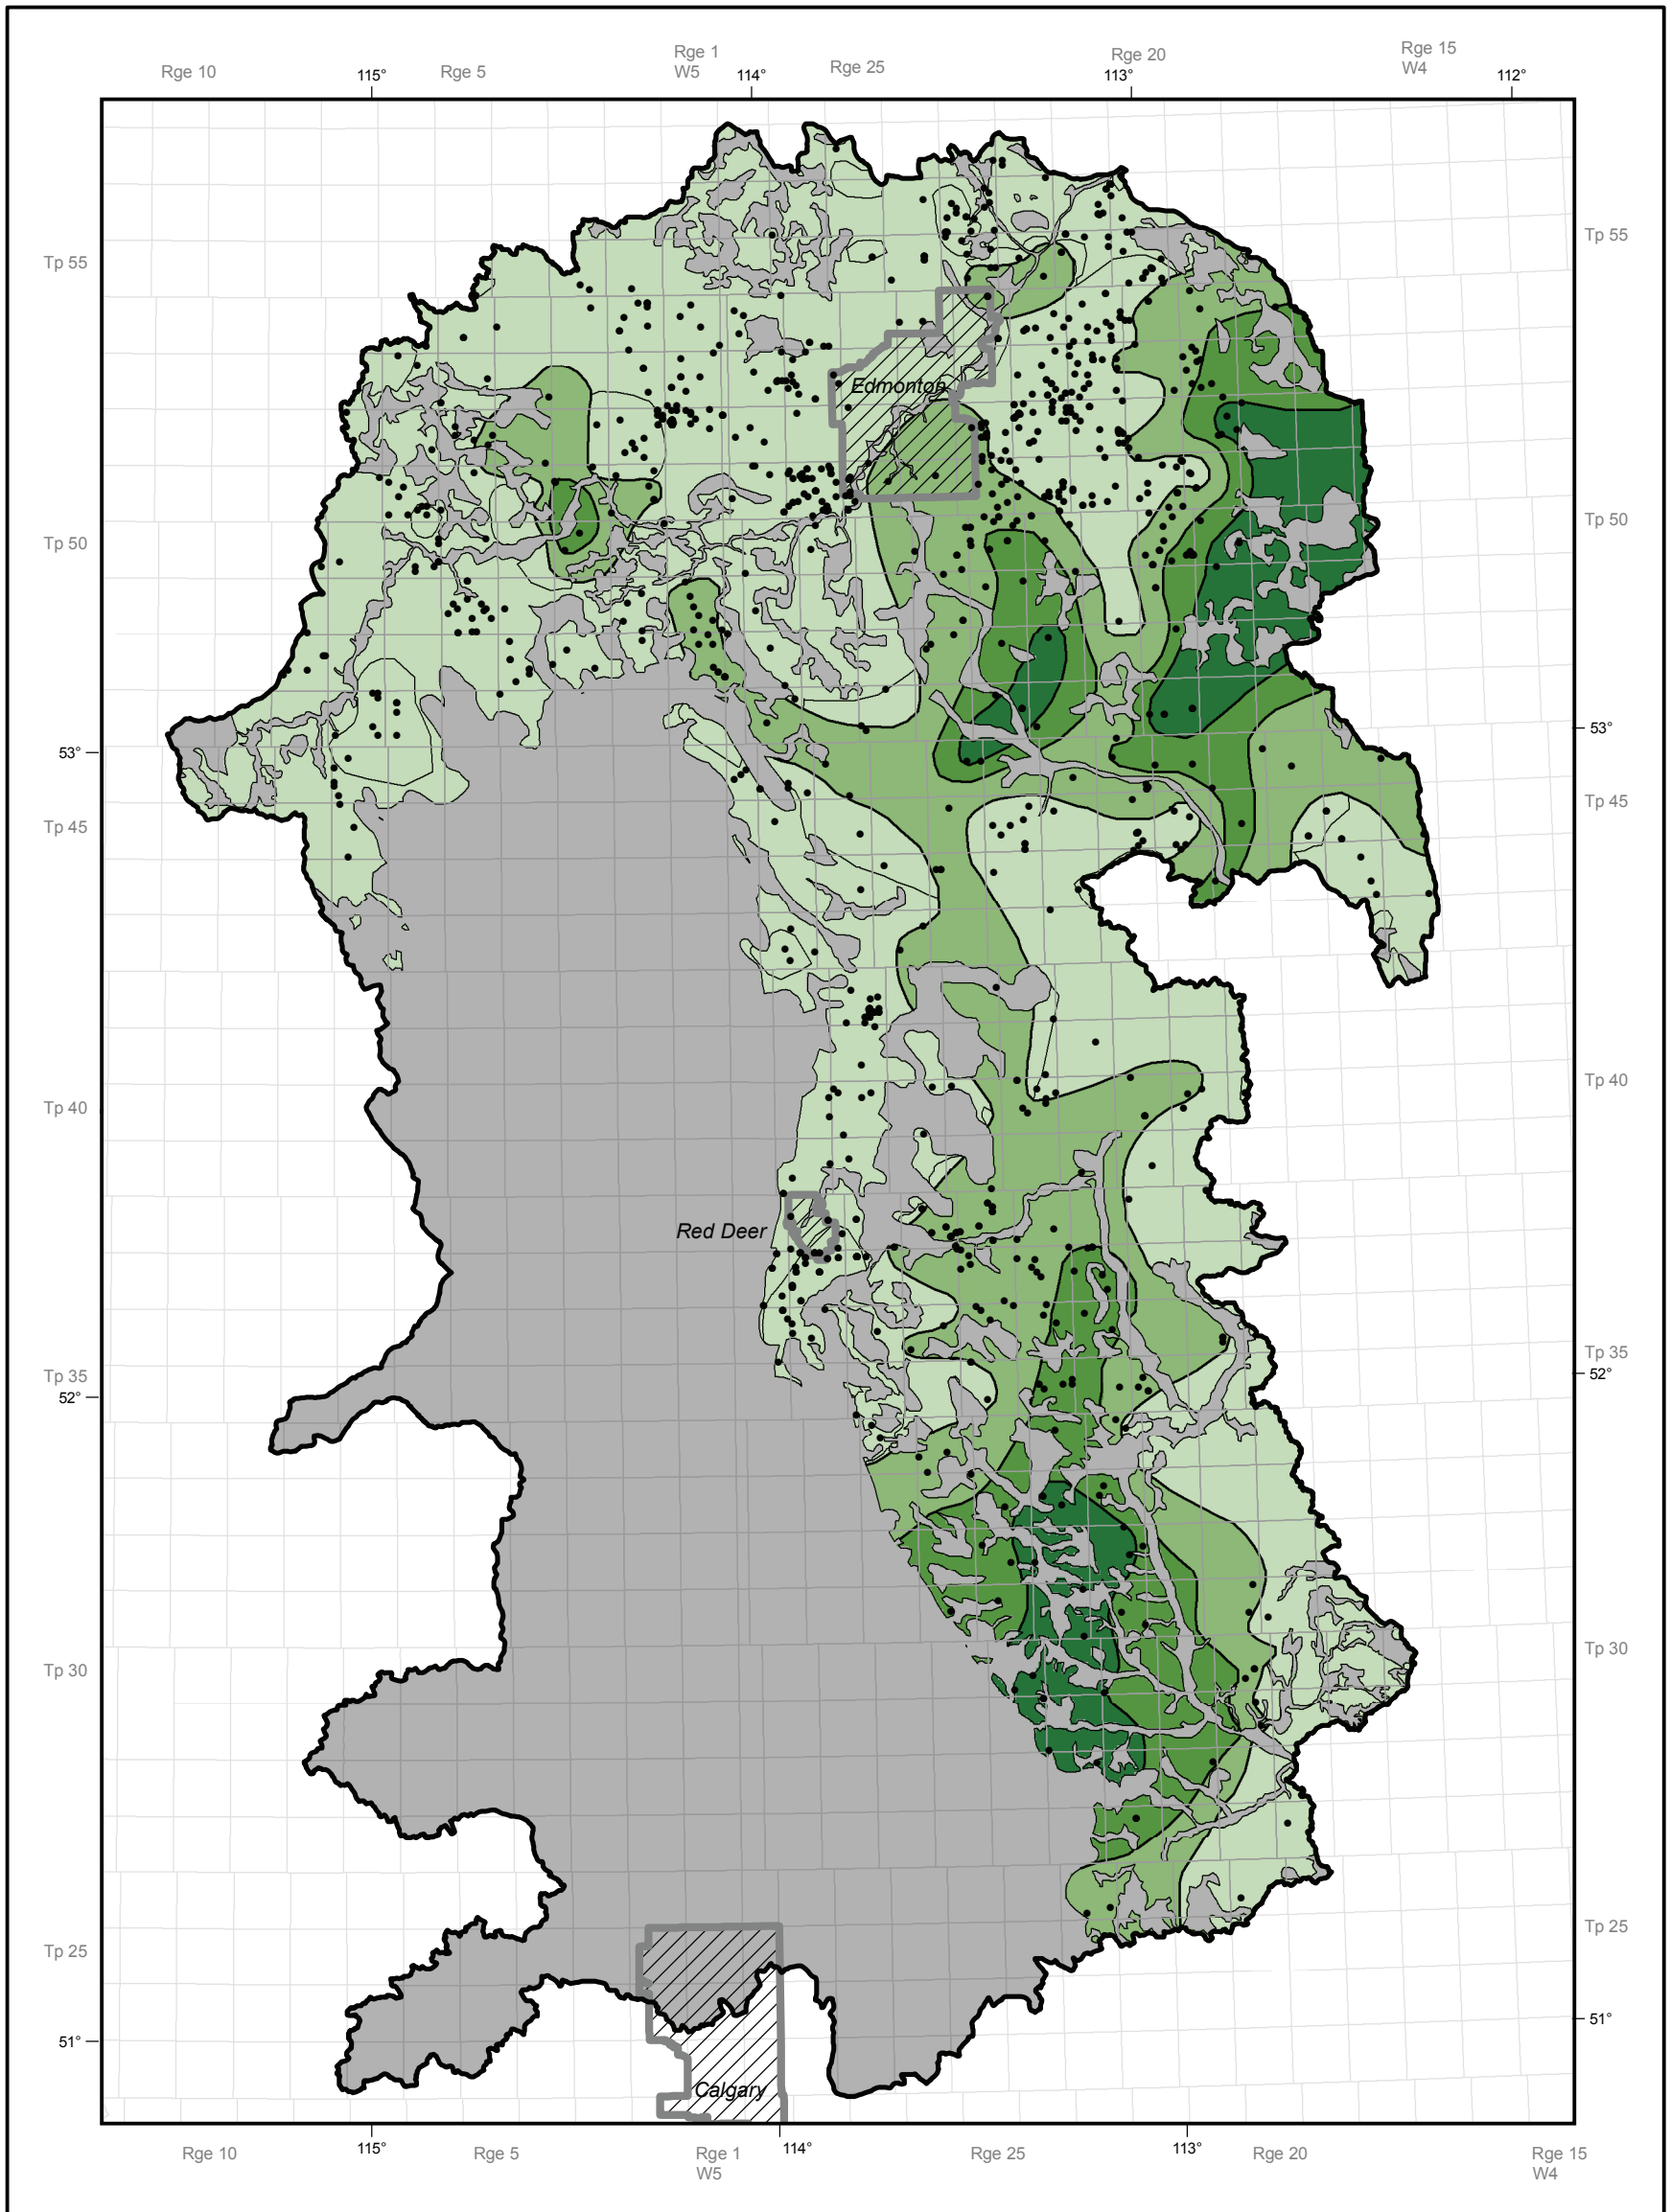 Rge 10
115°
Rge 5
Rge 1
W5
114°
Rge 25
Rge 20
113°
Rge 15
W4
112°
Tp 55
Tp 55
Edmonton
Tp 50
Tp 50
53°
53°
Tp 45
Tp 45
Tp 40
Tp 40
Red Deer
Tp 35
Tp 35
52°
52°
Tp 30
Tp 30
Tp 25
Tp 25
51°
51°
Calgary
Rge 10
115°
Rge 5
Rge 1
W5
114°
Rge 25
113°
Rge 20
Rge 15
W4